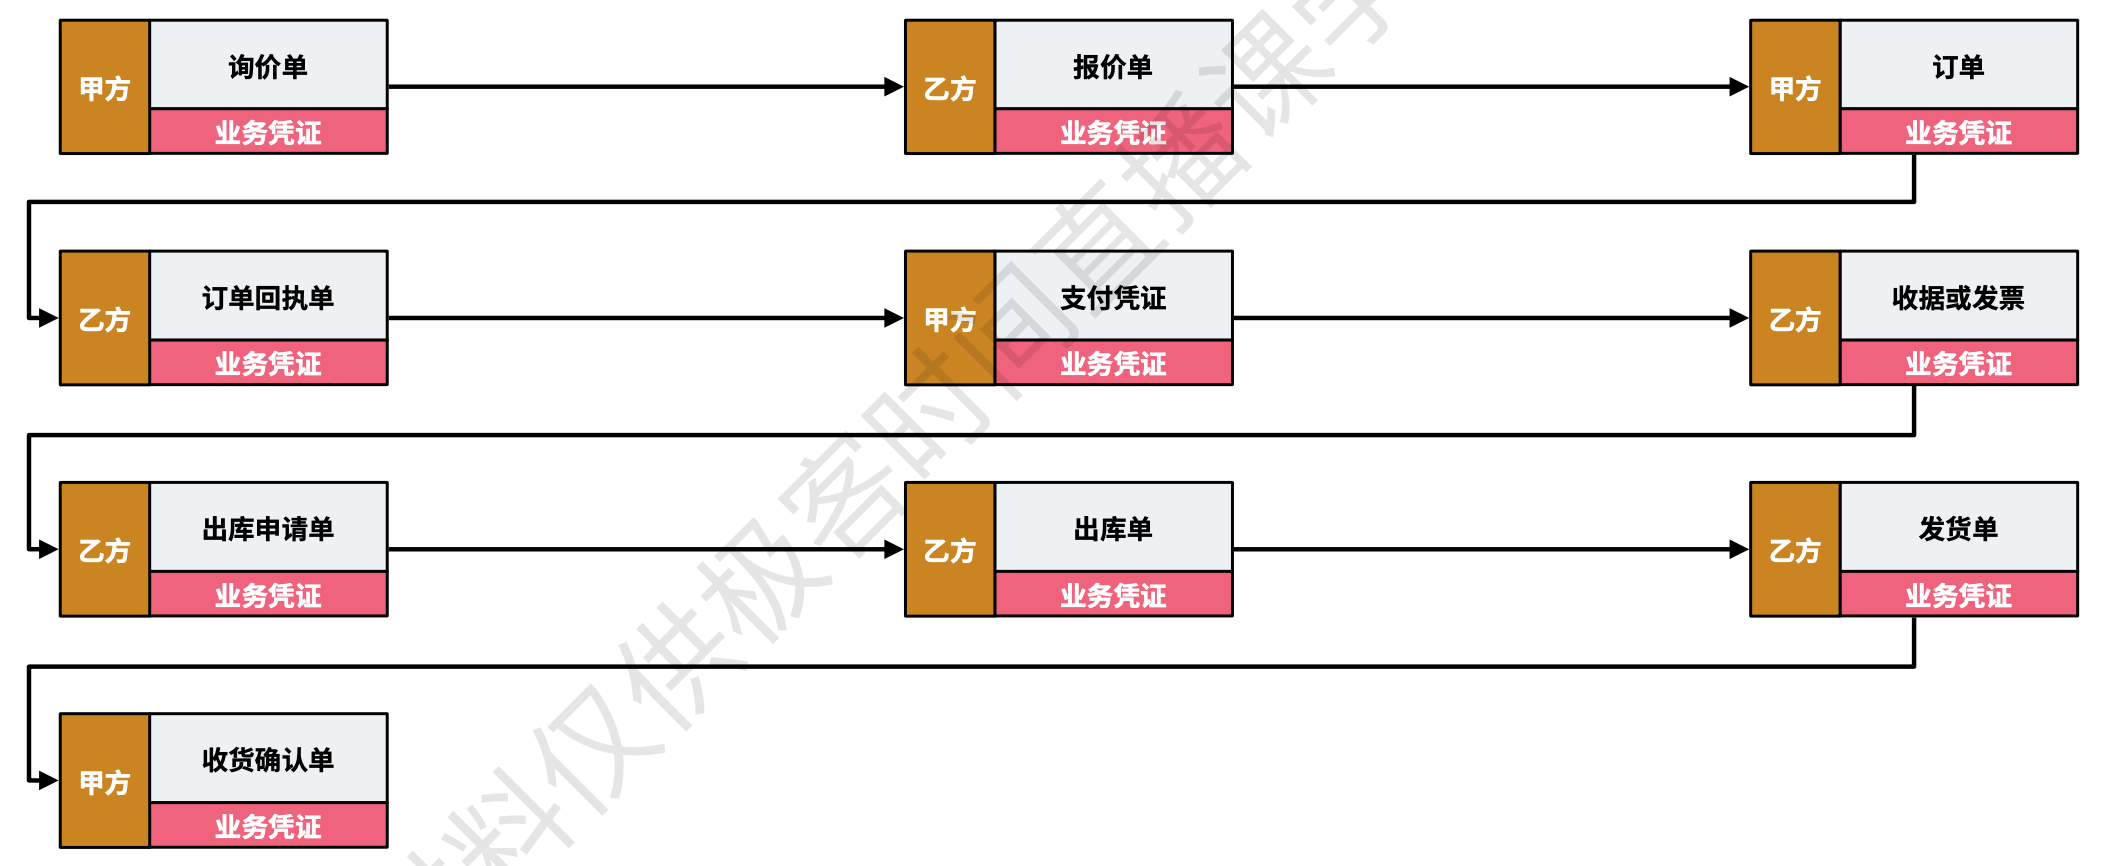 甲方
询价单
业务凭证
乙方
报价单
业务凭证
甲方
订单
业务凭证
乙方
订单回执单
业务凭证
甲方
支付凭证
业务凭证
乙方
收据或发票
业务凭证
乙方
出库申请单
业务凭证
乙方
出库单
业务凭证
乙方
发货单
业务凭证
甲方
收货确认单
业务凭证
料仅供极客时间直播课学